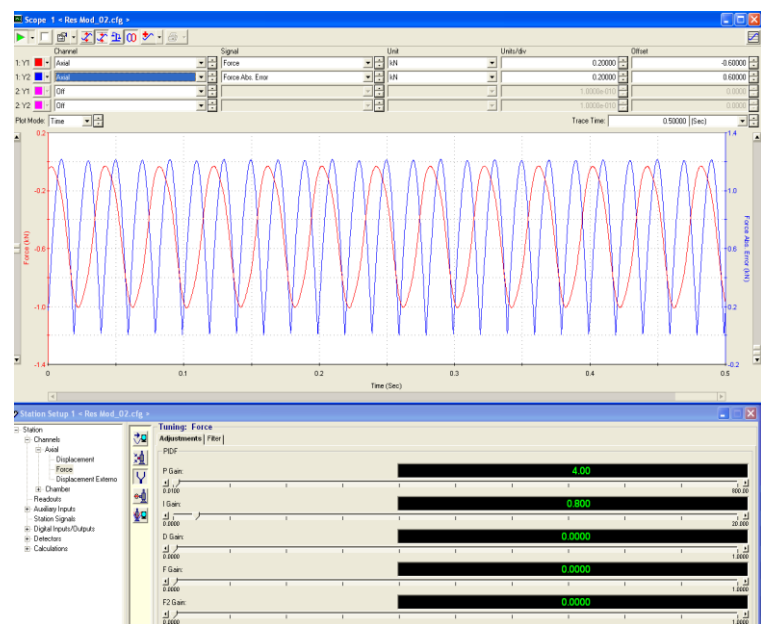 Scope 1 < Res Mod_02.cfg >
Channel Signal Unit Units/div Offset
1: Y1 Axial Force kN 0.20000 -0.60000
1: Y2 Axial Force Abs. Error kN 0.20000 0.60000
2: Y1 Off 1.0000e-010 0.0000
2: Y2 Off 1.0000e-010 0.0000
Plot Mode: Time Trace Time: 0.50000 (Sec)
0.2 1.4
-0.2 1.0
-0.6 0.6
-1.0 0.2
-1.4 -0.2
Force (kN)
Force Abs. Error (kN)
0 0.1 0.2 0.3 0.4 0.5
Time (Sec)
Station Setup 1 < Res Mod_02.cfg >
Station
Channels
Axial
Displacement
Force
Displacement Externo
Chamber
Readouts
Auxiliary Inputs
Station Signals
Digital Inputs/Outputs
Detectors
Calculations
Tuning: Force
Adjustments Filter
PIDF
P Gain: 4.00
0.0100 800.00
I Gain: 0.800
0.0000 20.000
D Gain: 0.0000
0.0000 1.0000
F Gain: 0.0000
0.0000 1.0000
F2 Gain: 0.0000
0.0000 1.0000